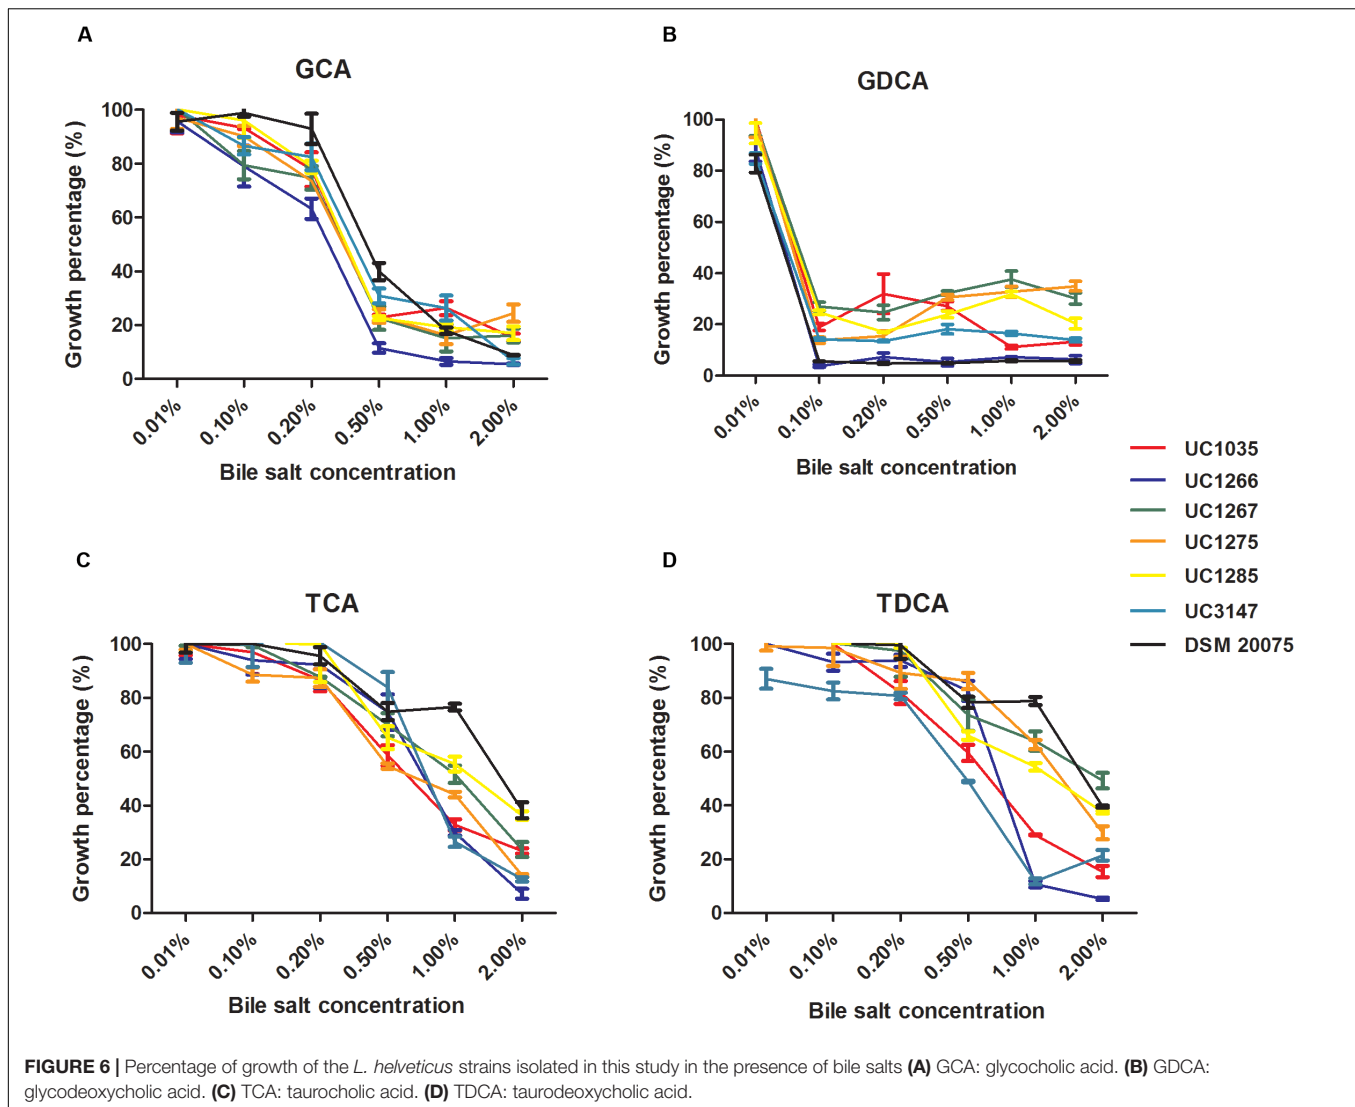 A
GCA
Growth percentage (%)
100
80
60
40
20
0
0.01%
0.10%
0.20%
0.50%
1.00%
2.00%
Bile salt concentration
B
GDCA
Growth percentage (%)
100
80
60
40
20
0
0.01%
0.10%
0.20%
0.50%
1.00%
2.00%
Bile salt concentration
UC1035
UC1266
UC1267
UC1275
UC1285
UC3147
DSM 20075
C
TCA
Growth percentage (%)
100
80
60
40
20
0
0.01%
0.10%
0.20%
0.50%
1.00%
2.00%
Bile salt concentration
D
TDCA
Growth percentage (%)
100
80
60
40
20
0
0.01%
0.10%
0.20%
0.50%
1.00%
2.00%
Bile salt concentration
FIGURE 6 | Percentage of growth of the L. helveticus strains isolated in this study in the presence of bile salts (A) GCA: glycocholic acid. (B) GDCA:
glycodeoxycholic acid. (C) TCA: taurocholic acid. (D) TDCA: taurodeoxycholic acid.